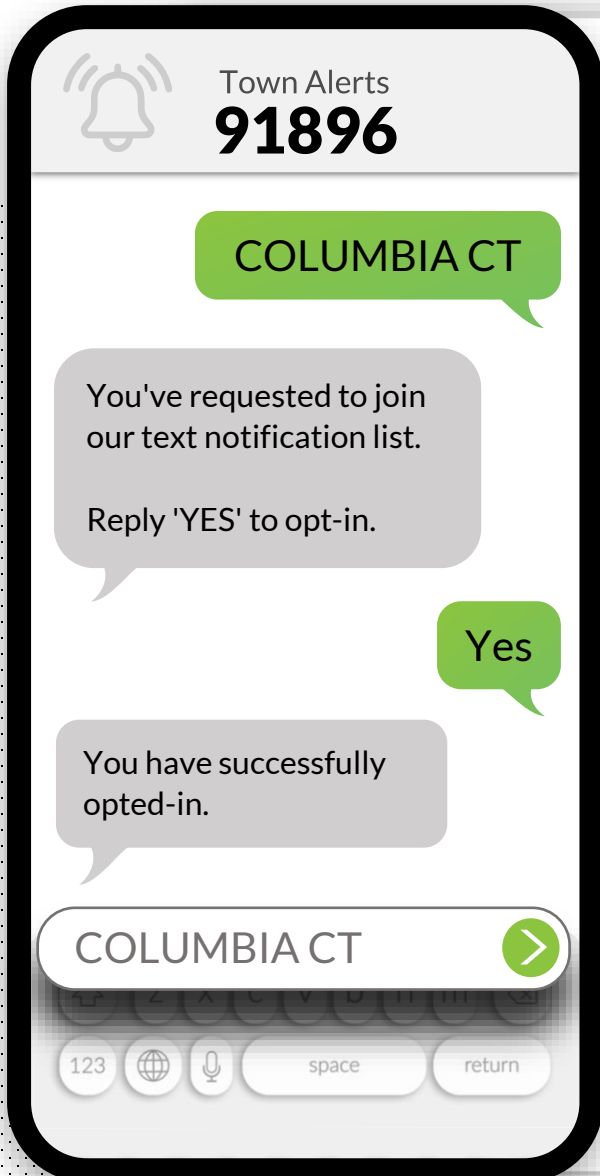 Town Alerts
91896
COLUMBIA CT
You've requested to join
our text notification list.
Reply 'YES' to opt-in.
Yes
You have successfully
opted-in.
COLUMBIA CT
z x c v b n m
123 space return